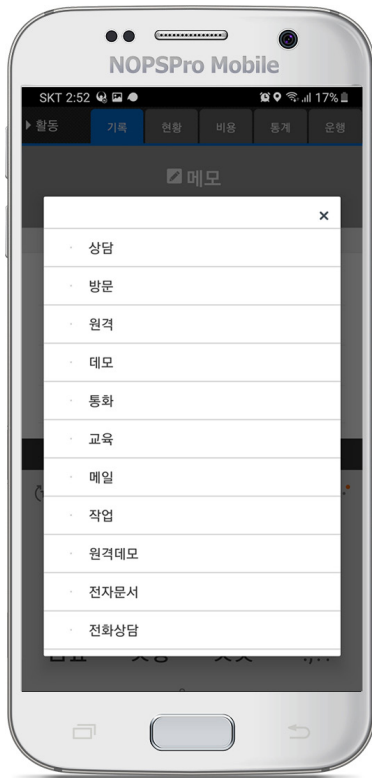 NOPSPro Mobile
SKT 2:52 17%
활동 기록 현황 비용 통계 운행
메모
×
상담
방문
원격
데모
통화
교육
메일
작업
원격데모
전자문서
전화상담